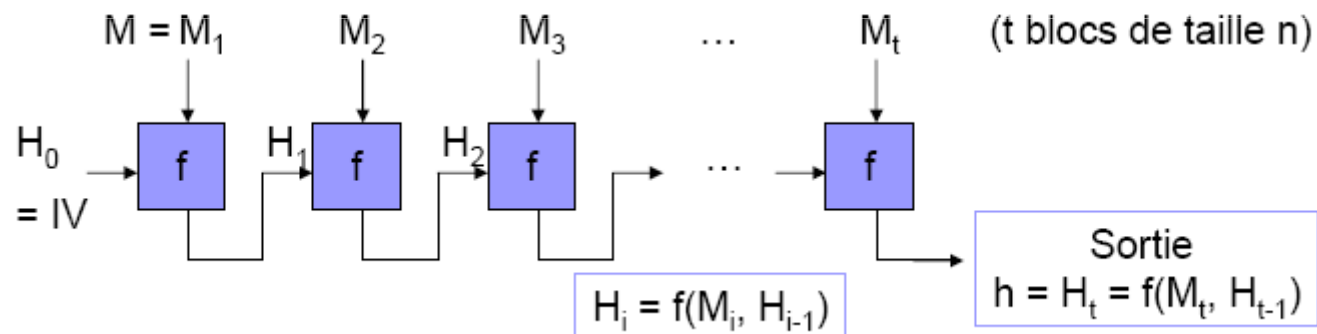 M = M₁ M₂ M₃ ... Mₜ (t blocs de taille n)
H₀ f H₁ f H₂ f ... f
= IV
Sortie
Hᵢ = f(Mᵢ, Hᵢ₋₁) h = Hₜ = f(Mₜ, Hₜ₋₁)